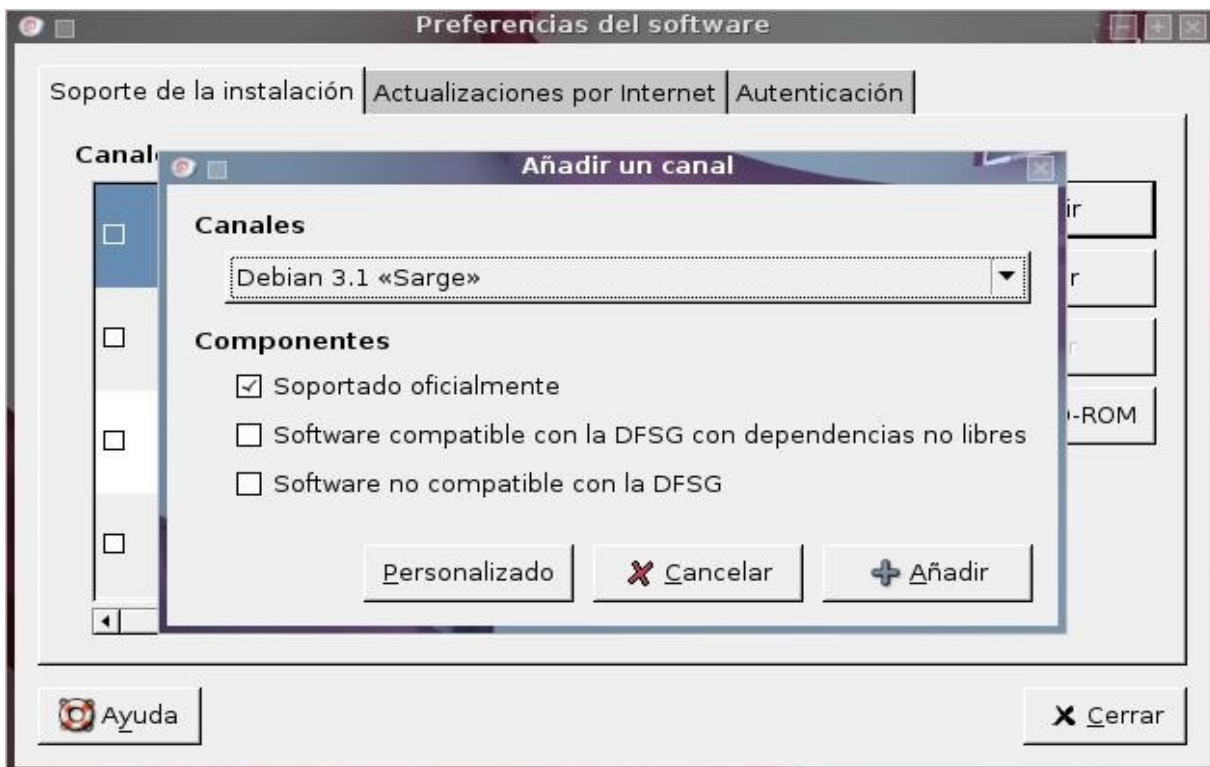 Preferencias del software
Soporte de la instalación Actualizaciones por Internet Autenticación
Añadir un canal
Canales
Debian 3.1 «Sarge»
Componentes
Soportado oficialmente
Software compatible con la DFSG con dependencias no libres
Software no compatible con la DFSG
Personalizado Cancelar Añadir
Ayuda Cerrar